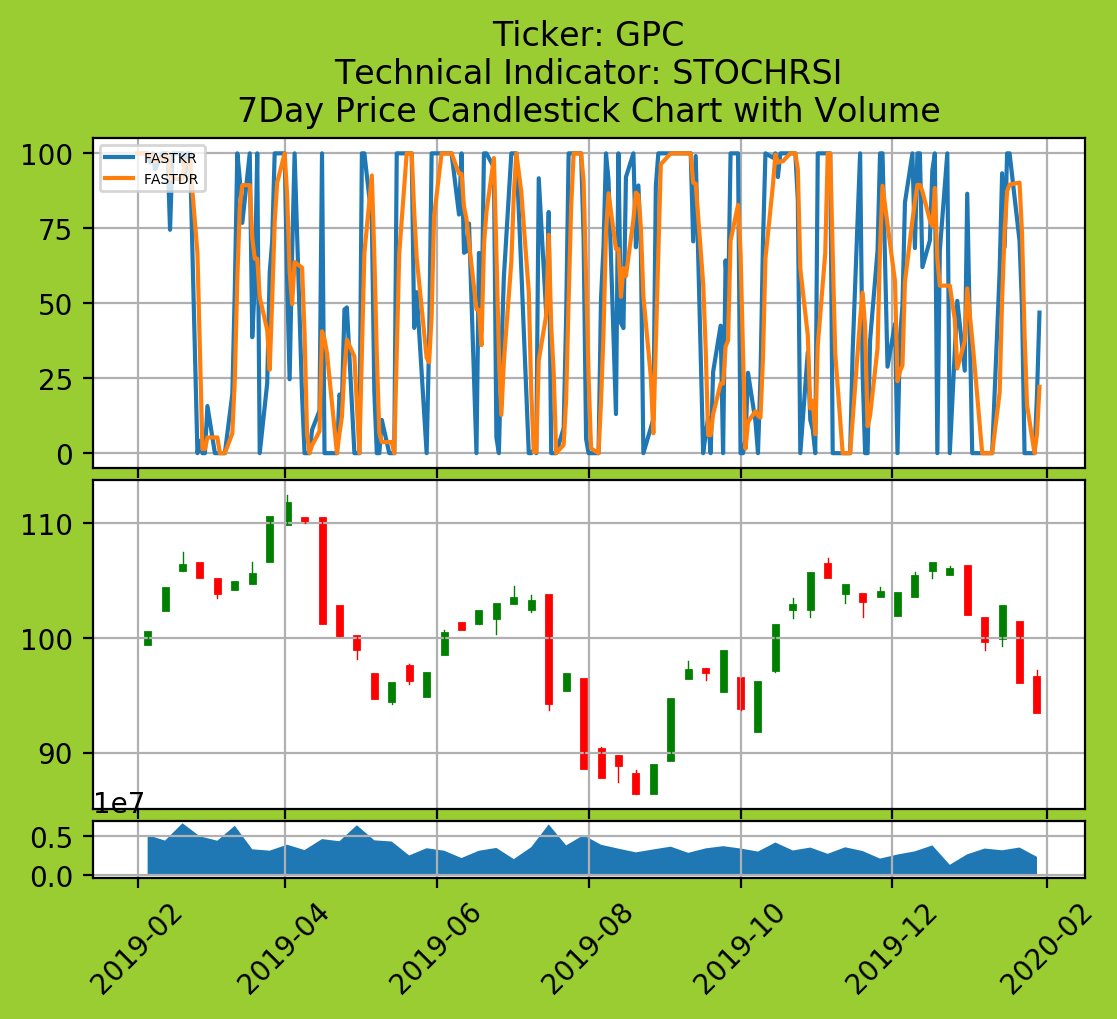 Ticker: GPC
Technical Indicator: STOCHRSI
7Day Price Candlestick Chart with Volume
100
75
50
25
0
FASTKR
FASTDR
110
100
90
1e7
0.5
0.0
2019-02
2019-04
2019-06
2019-08
2019-10
2019-12
2020-02